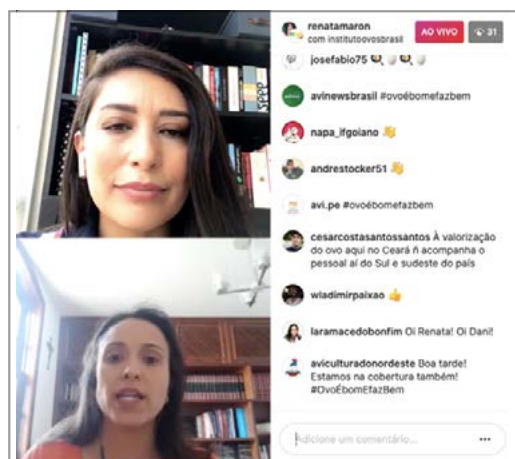 renatamaron
com institutoovosbrasil
AO VIVO
31
josefabio75 🍳🥚🍳🥚
avinewsbrasil #ovoébomefazbem
napa_ifgoiano 👏
andrestocker51 👏
avi.pe #ovoébomefazbem
cesarcostasantossantos À valorização
do ovo aqui no Ceará ñ acompanha o
pessoal aí do Sul e sudeste do país
wladimirpaixao 👍
laramacedobonfim Oi Renata! Oi Dani!
aviculturadonordeste Boa tarde!
Estamos na cobertura também!
#OvoÉbomEfazBem
Adicione um comentário...